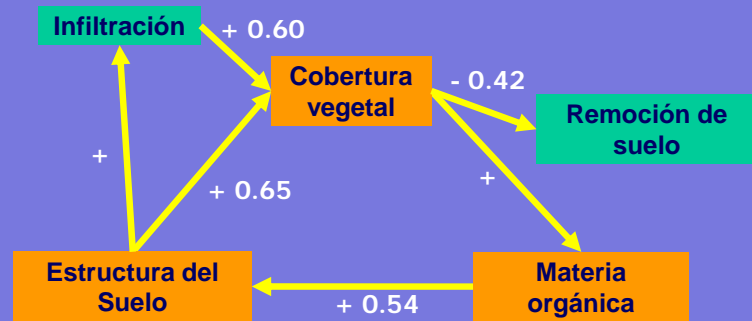 Infiltración
+ 0.60
Cobertura
vegetal
- 0.42
Remoción de
suelo
+
+ 0.65
+
Estructura del
Suelo
+ 0.54
Materia
orgánica